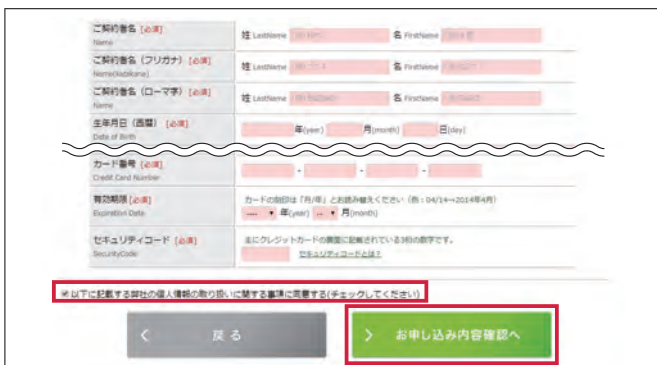 ご契約者名 [必須] 姓 LastName 名 FirstName
Name
ご契約者名 (フリガナ) [必須] 姓 LastName 名 FirstName
Name(katakana)
ご契約者名 (ローマ字) [必須] 姓 LastName 名 FirstName
Name
生年月日 (西暦) [必須] 年(year) 月(month) 日(day)
Date of Birth
カード番号 [必須] - - -
Credit Card Number
有効期限 [必須] カードの刻印は「月/年」とお読み替えください (例:04/14→2014年4月)
Expiration Date ---- ▼ 年(year) -- ▼ 月(month)
セキュリティコード [必須] 主にクレジットカードの裏面に記載されている3桁の数字です。
SecurityCode セキュリティコードとは?
以下に記載する弊社の個人情報の取り扱いに関する事項に同意する(チェックしてください)
< 戻る > お申し込み内容確認へ